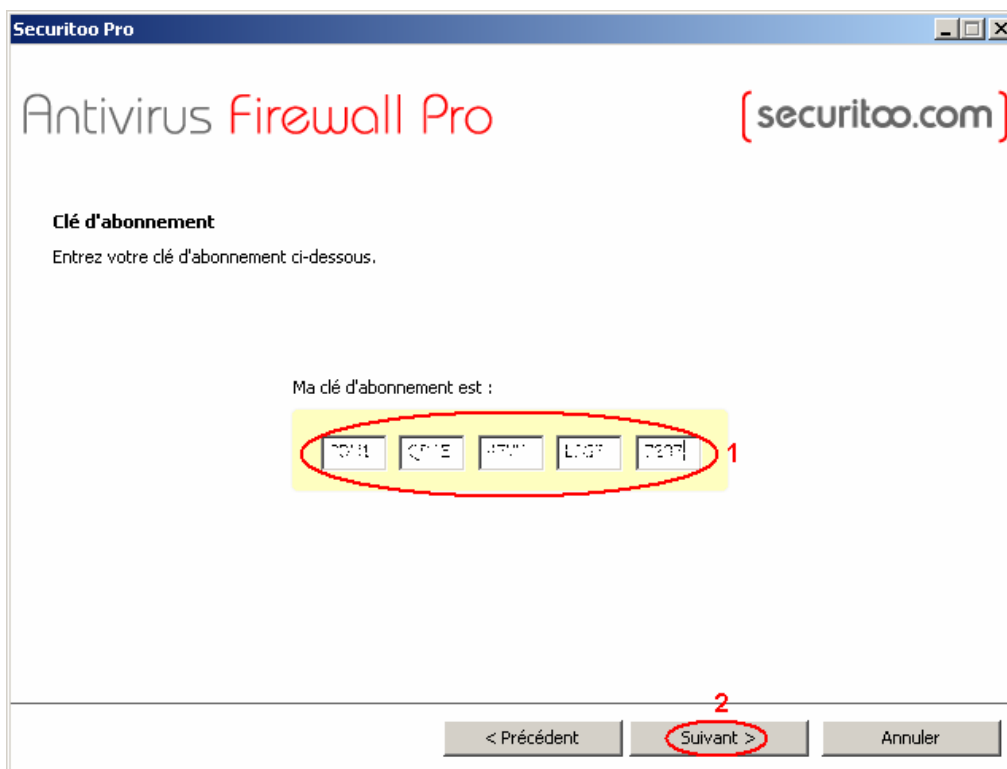 Securitoo Pro
Antivirus Firewall Pro
[securitoo.com]
Clé d'abonnement
Entrez votre clé d'abonnement ci-dessous.
Ma clé d'abonnement est :
1
2
< Précédent Suivant > Annuler